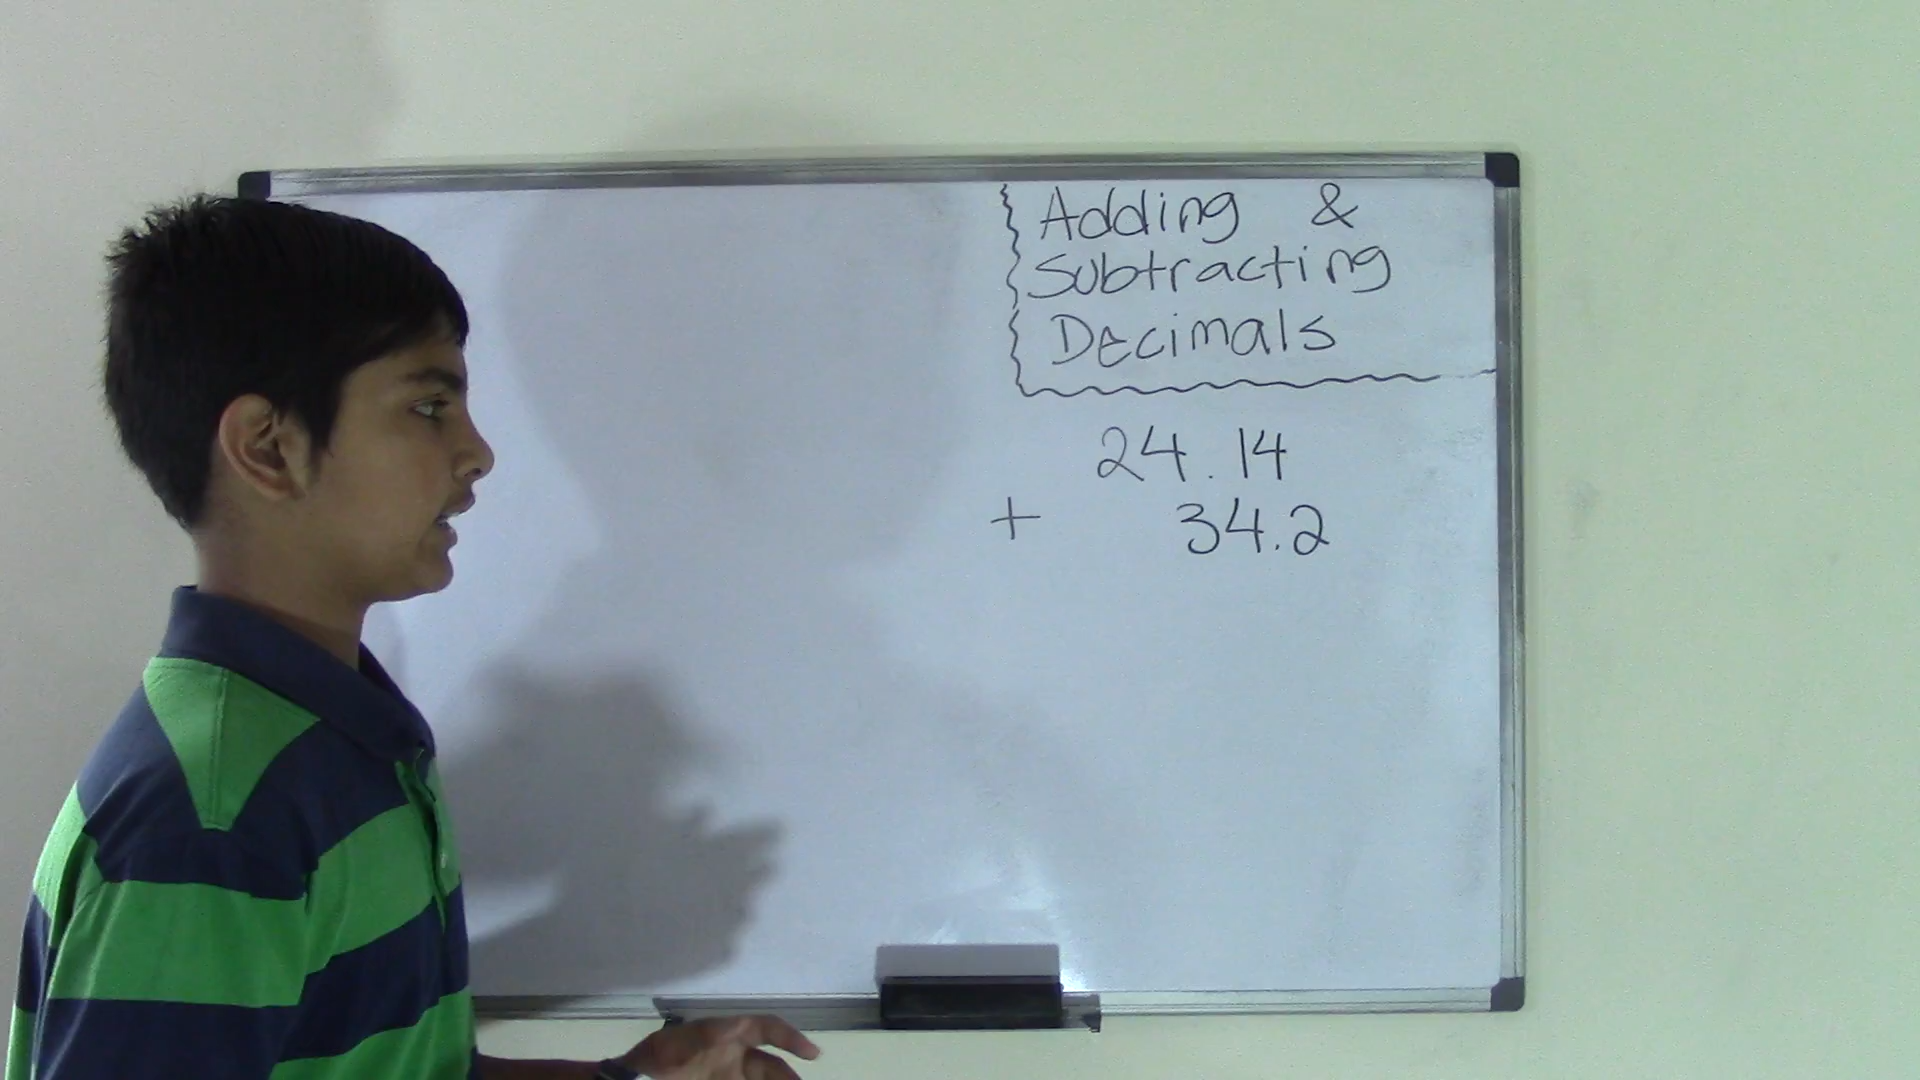 Adding &
Subtracting
Decimals
24.14
+ 34.2